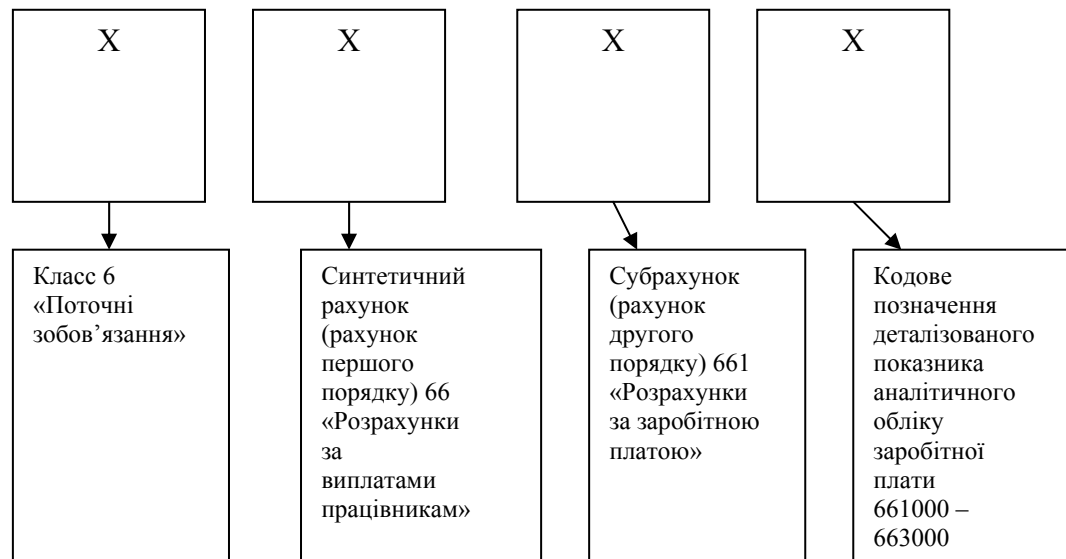 X
X
X
X
Класс 6
«Поточні
зобов’язання»
Синтетичний
рахунок
(рахунок
першого
порядку) 66
«Розрахунки
за
виплатами
працівникам»
Субрахунок
(рахунок
другого
порядку) 661
«Розрахунки
за заробітною
платою»
Кодове
позначення
деталізованого
показника
аналітичного
обліку
заробітної
плати
661000 –
663000